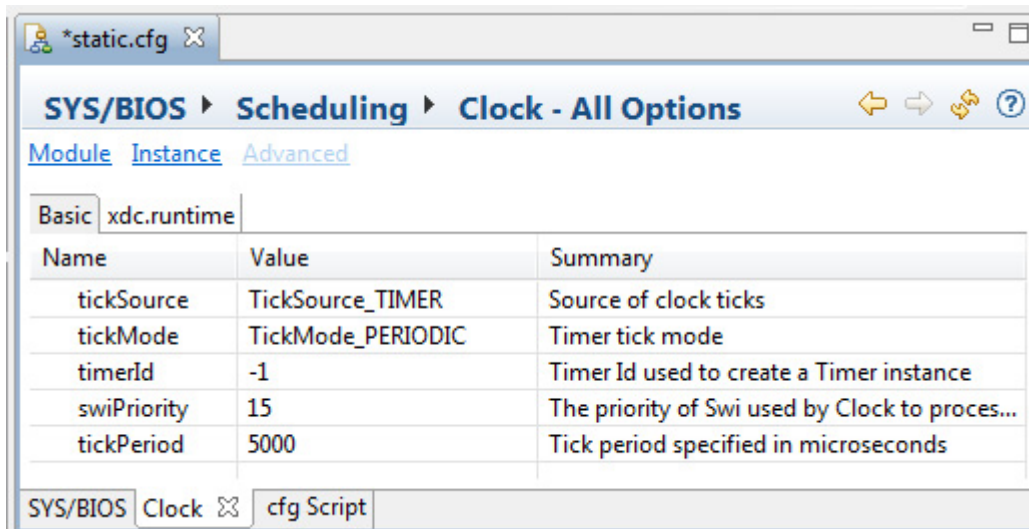 *static.cfg
SYS/BIOS Scheduling Clock - All Options
Module Instance Advanced
Basic xdc.runtime
Name Value Summary
tickSource TickSource_TIMER Source of clock ticks
tickMode TickMode_PERIODIC Timer tick mode
timerId -1 Timer Id used to create a Timer instance
swiPriority 15 The priority of Swi used by Clock to proces...
tickPeriod 5000 Tick period specified in microseconds
SYS/BIOS Clock cfg Script